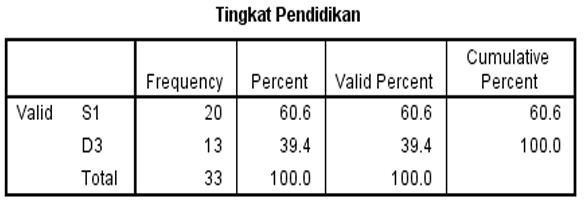 Tingkat Pendidikan
Frequency Percent Valid Percent Cumulative Percent
Valid S1 20 60.6 60.6 60.6
D3 13 39.4 39.4 100.0
Total 33 100.0 100.0